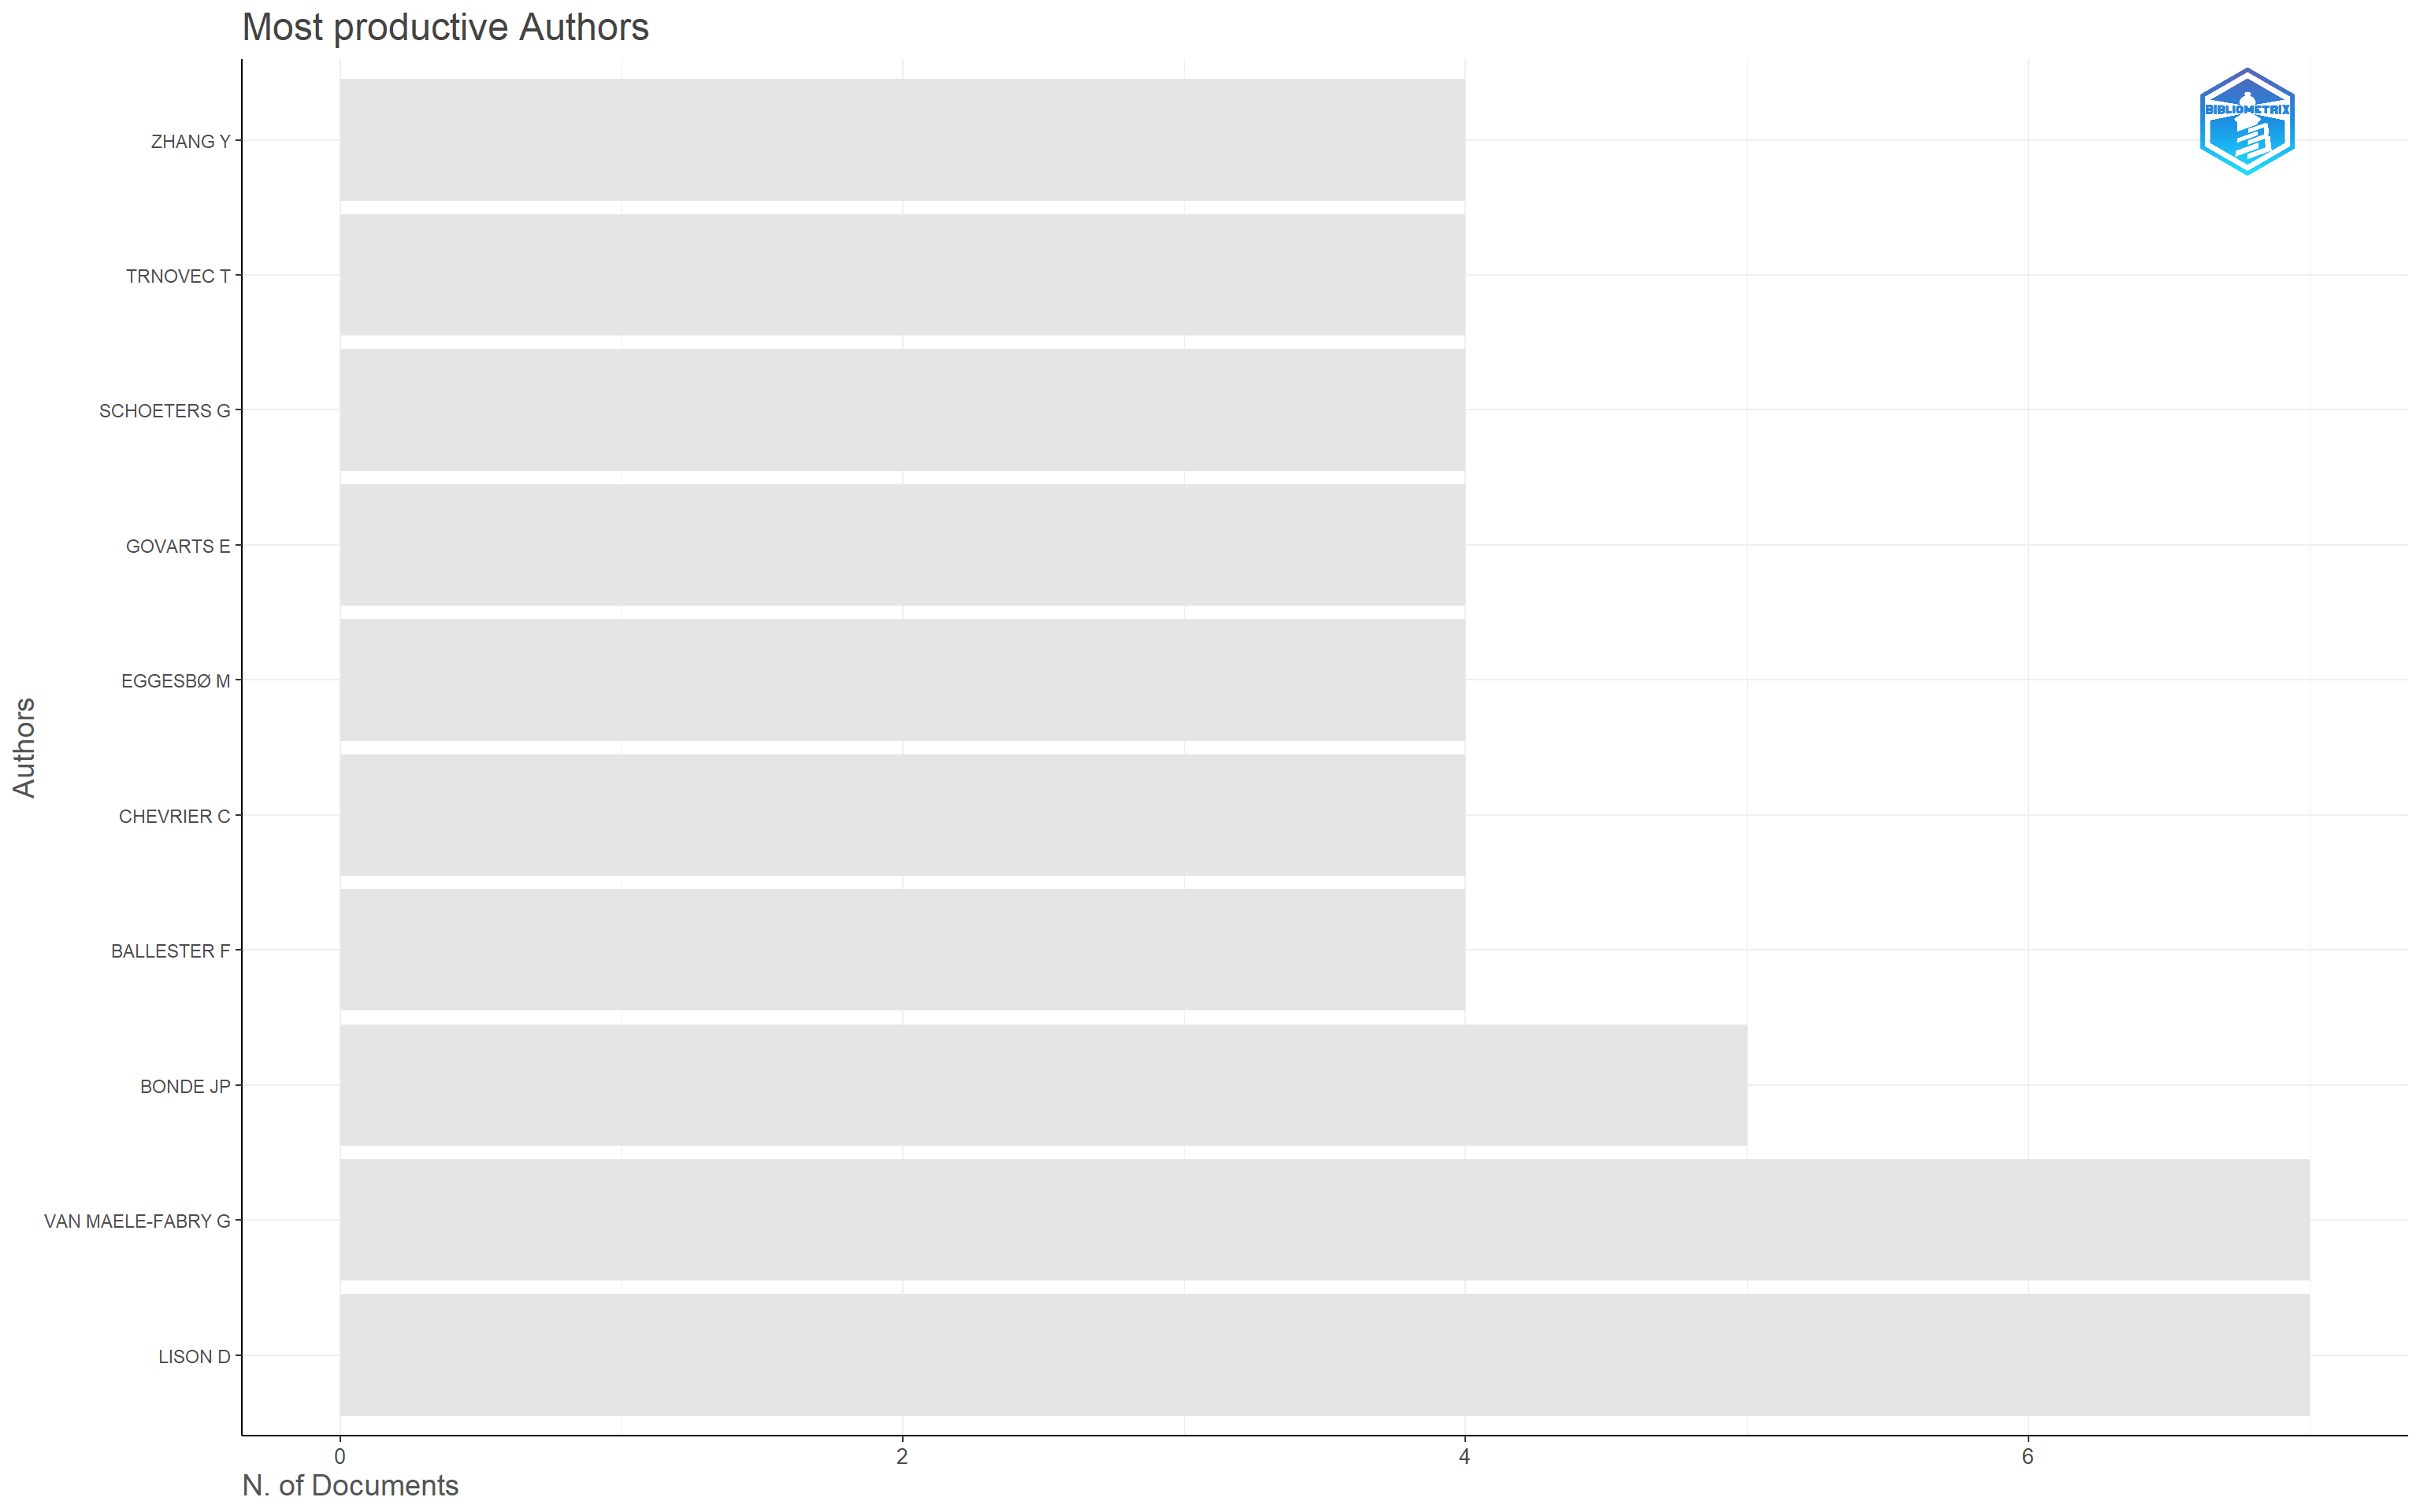 Most productive Authors
BIBLIOMETRIX
ZHANG Y
TRNOVEC T
SCHOETERS G
GOVARTS E
EGGESBØ M
CHEVRIER C
BALLESTER F
BONDE JP
VAN MAELE-FABRY G
LISON D
Authors
0 2 4 6
N. of Documents